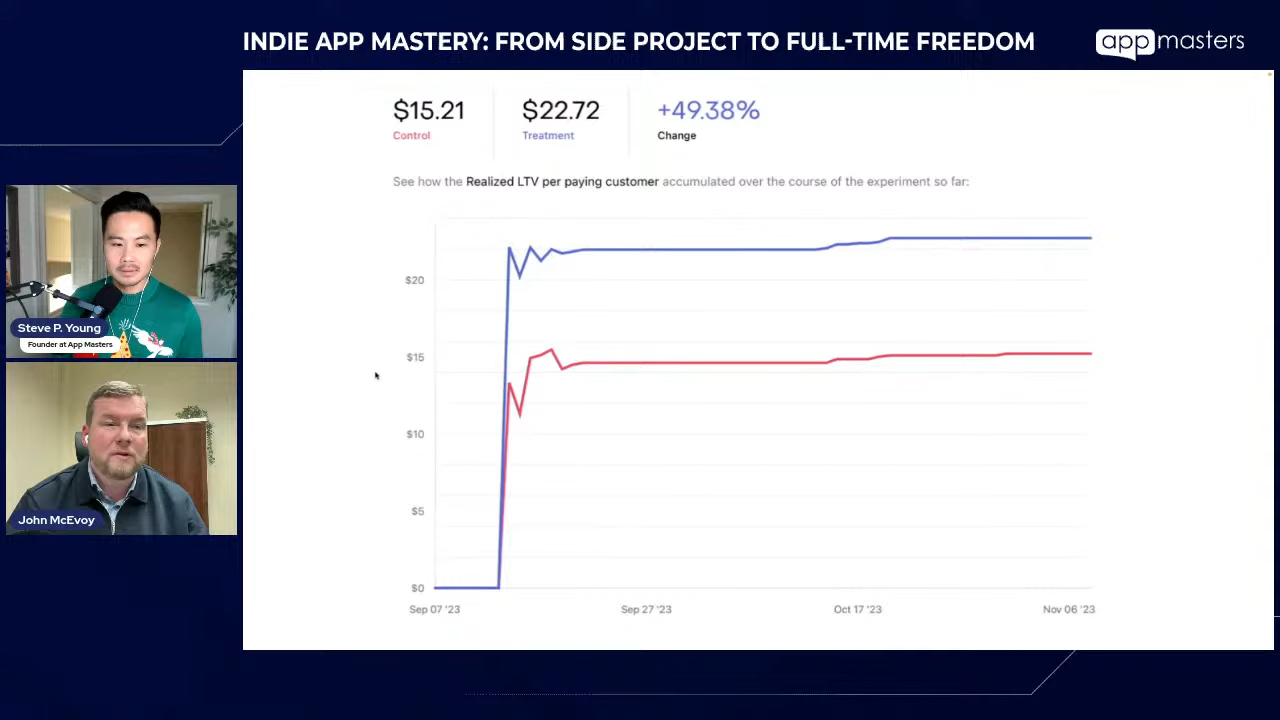 INDIE APP MASTERY: FROM SIDE PROJECT TO FULL-TIME FREEDOM
app masters
$15.21
Control
$22.72
Treatment
+49.38%
Change
See how the Realized LTV per paying customer accumulated over the course of the experiment so far:
$20
$15
$10
$5
$0
Sep 07 '23
Sep 27 '23
Oct 17 '23
Nov 06 '23
Steve P. Young
Founder at App Masters
John McEvoy